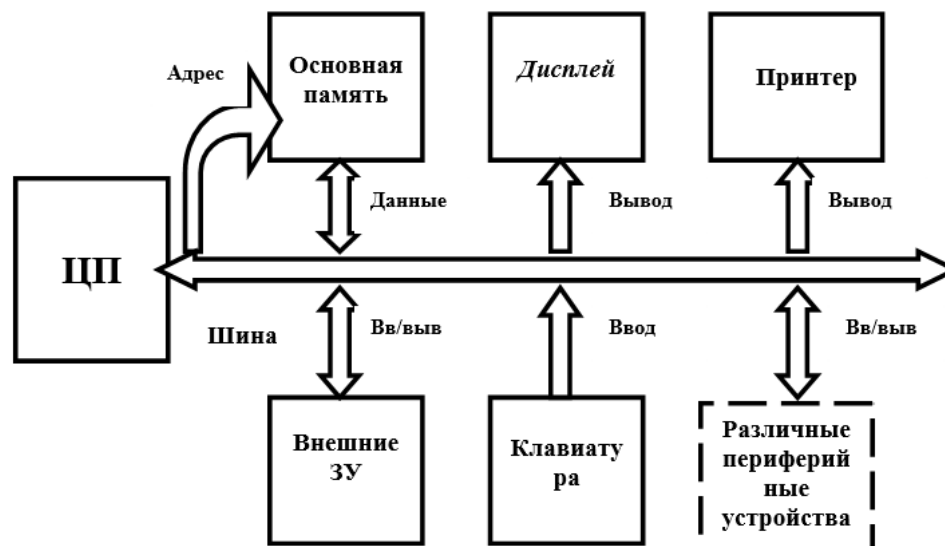 Адрес
Основная
память
Дисплей
Принтер
Данные
Вывод
Вывод
ЦП
Шина
Вв/выв
Ввод
Вв/выв
Внешние
ЗУ
Клавиату
ра
Различные
периферий
ные
устройства